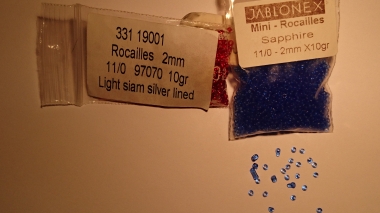 331 19001
Rocailles 2mm
11/0 97070 10gr
Light siam silver lined
JABLONEX
Mini - Rocailles
Sapphire
11/0 - 2mm X10gr